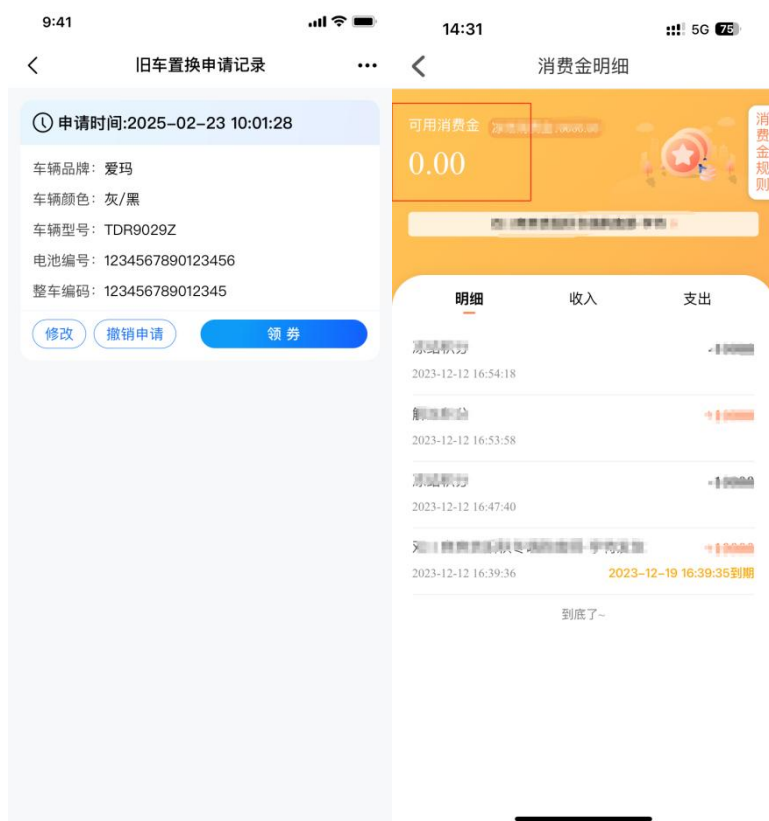 9:41
旧车置换申请记录
申请时间:2025-02-23 10:01:28
车辆品牌：爱玛
车辆颜色：灰/黑
车辆型号：TDR9029Z
电池编号：1234567890123456
整车编码：123456789012345
修改 撤销申请 领券
14:31 5G 75
消费金明细
可用消费金
0.00
消费金规则
明细 收入 支出
2023-12-12 16:54:18
2023-12-12 16:53:58
2023-12-12 16:47:40
2023-12-12 16:39:36 2023-12-19 16:39:35到期
到底了~